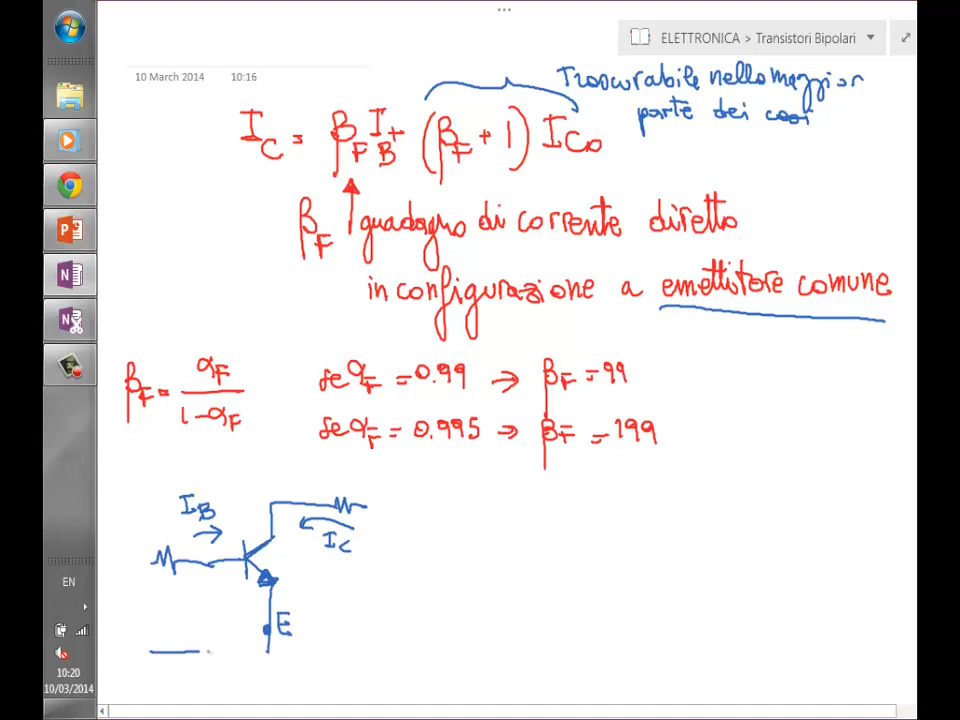 ELETTRONICA > Transistori Bipolari
10 March 2014 10:16
Trascurabile nella maggior
parte dei casi
I_C = β_F I_B + (β_F + 1) I_CO
β_F guadagno di corrente diretto
in configurazione a emettitore comune
β_F = α_F / (1-α_F)
se α_F = 0.99 → β_F = 99
se α_F = 0.995 → β_F = 199
I_B
I_C
E
EN
10:20
10/03/2014